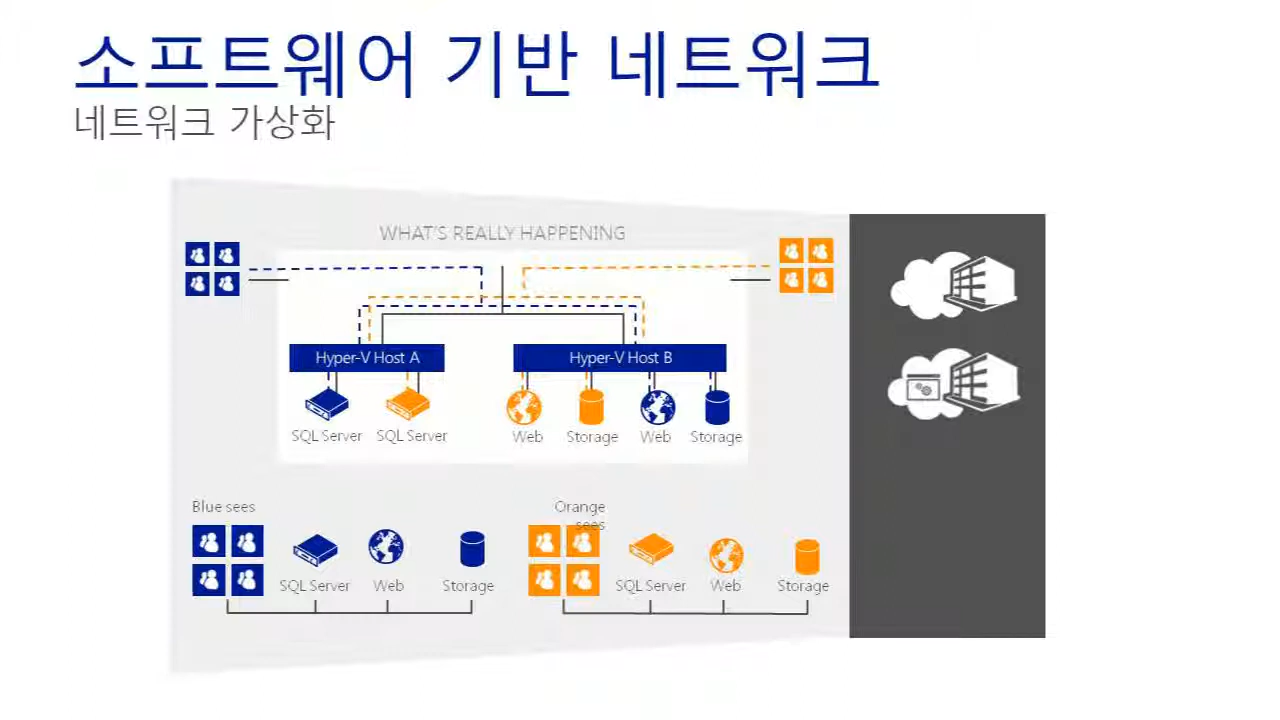 소프트웨어 기반 네트워크
네트워크 가상화
WHAT'S REALLY HAPPENING
Hyper-V Host A
Hyper-V Host B
SQL Server
SQL Server
Web
Storage
Web
Storage
Blue sees
SQL Server
Web
Storage
Orange
sees
SQL Server
Web
Storage